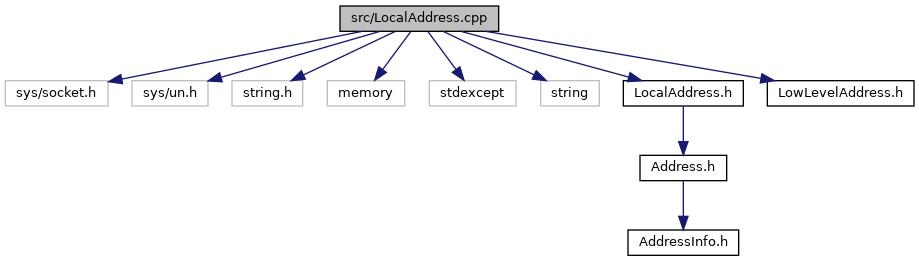 src/LocalAddress.cpp
sys/socket.h
sys/un.h
string.h
memory
stdexcept
string
LocalAddress.h
LowLevelAddress.h
Address.h
AddressInfo.h